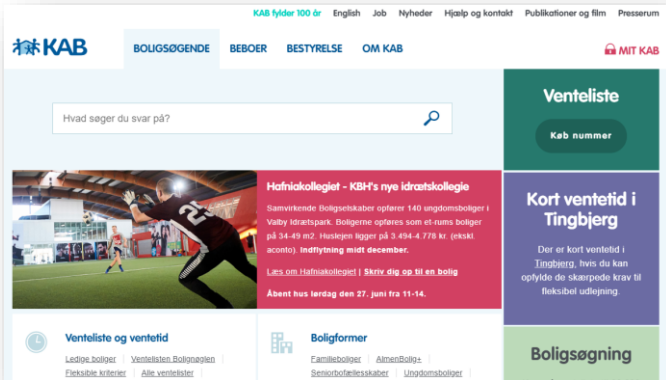 KAB fylder 100 år English Job Nyheder Hjælp og kontakt Publikationer og film Presserum
KAB BOLIGSØGENDE BEBOER BESTYRELSE OM KAB MIT KAB
Hvad søger du svar på?
Venteliste
Køb nummer
Hafniakollegiet - KBH's nye idrætskollegie
Samvirkende Boligselskaber opfører 140 ungdomsboliger i
Valby Idrætspark. Boligerne opføres som et-rums boliger
på 34-49 m2. Huslejen ligger på 3.494-4.778 kr. (ekskl.
aconto). Indflytning midt december.
Læs om Hafniakollegiet | Skriv dig op til en bolig
Åbent hus lørdag den 27. juni fra 11-14.
Kort ventetid i
Tingbjerg
Der er kort ventetid i
Tingbjerg, hvis du kan
opfylde de skærpede krav til
fleksibel udlejning.
Venteliste og ventetid
Ledige boliger Ventelisten Bolignøglen
Fleksible kriterier Alle ventelister
Boligformer
Familieboliger AlmenBolig+
Seniorbofællesskaber Ungdomsboliger
Boligsøgning